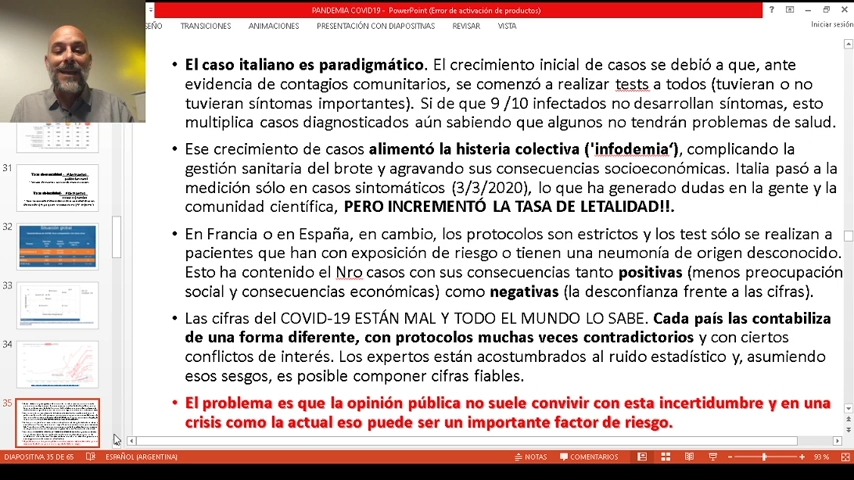 PANDEMIA COVID19 - PowerPoint (Error de activación de productos)
SEÑO TRANSICIONES ANIMACIONES PRESENTACIÓN CON DIAPOSITIVAS REVISAR VISTA
Iniciar sesión
• El caso italiano es paradigmático. El crecimiento inicial de casos se debió a que, ante
evidencia de contagios comunitarios, se comenzó a realizar tests a todos (tuvieran o no
tuvieran síntomas importantes). Si de que 9 /10 infectados no desarrollan síntomas, esto
multiplica casos diagnosticados aún sabiendo que algunos no tendrán problemas de salud.
• Ese crecimiento de casos alimentó la histeria colectiva ('infodemia'), complicando la
gestión sanitaria del brote y agravando sus consecuencias socioeconómicas. Italia pasó a la
medición sólo en casos sintomáticos (3/3/2020), lo que ha generado dudas en la gente y la
comunidad científica, PERO INCREMENTÓ LA TASA DE LETALIDAD!!.
• En Francia o en España, en cambio, los protocolos son estrictos y los test sólo se realizan a
pacientes que han con exposición de riesgo o tienen una neumonía de origen desconocido.
Esto ha contenido el Nro casos con sus consecuencias tanto positivas (menos preocupación
social y consecuencias económicas) como negativas (la desconfianza frente a las cifras).
• Las cifras del COVID-19 ESTÁN MAL Y TODO EL MUNDO LO SABE. Cada país las contabiliza
de una forma diferente, con protocolos muchas veces contradictorios y con ciertos
conflictos de interés. Los expertos están acostumbrados al ruido estadístico y, asumiendo
esos sesgos, es posible componer cifras fiables.
• El problema es que la opinión pública no suele convivir con esta incertidumbre y en una
crisis como la actual eso puede ser un importante factor de riesgo.
31
32
33
34
35
DIAPOSITIVA 35 DE 65 ESPAÑOL (ARGENTINA) NOTAS COMENTARIOS 93 %